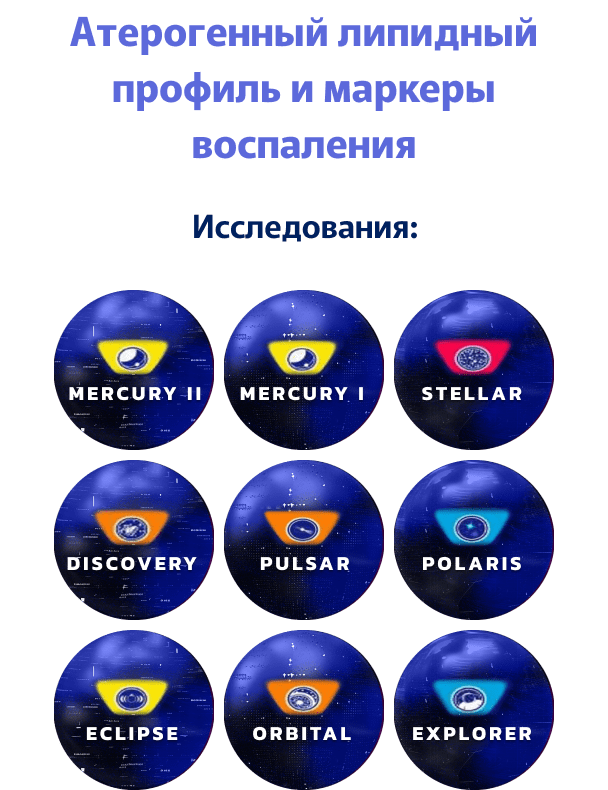 Атерогенный липидный
профиль и маркеры
воспаления
Исследования:
MERCURY II
MERCURY I
STELLAR
DISCOVERY
PULSAR
POLARIS
ECLIPSE
ORBITAL
EXPLORER